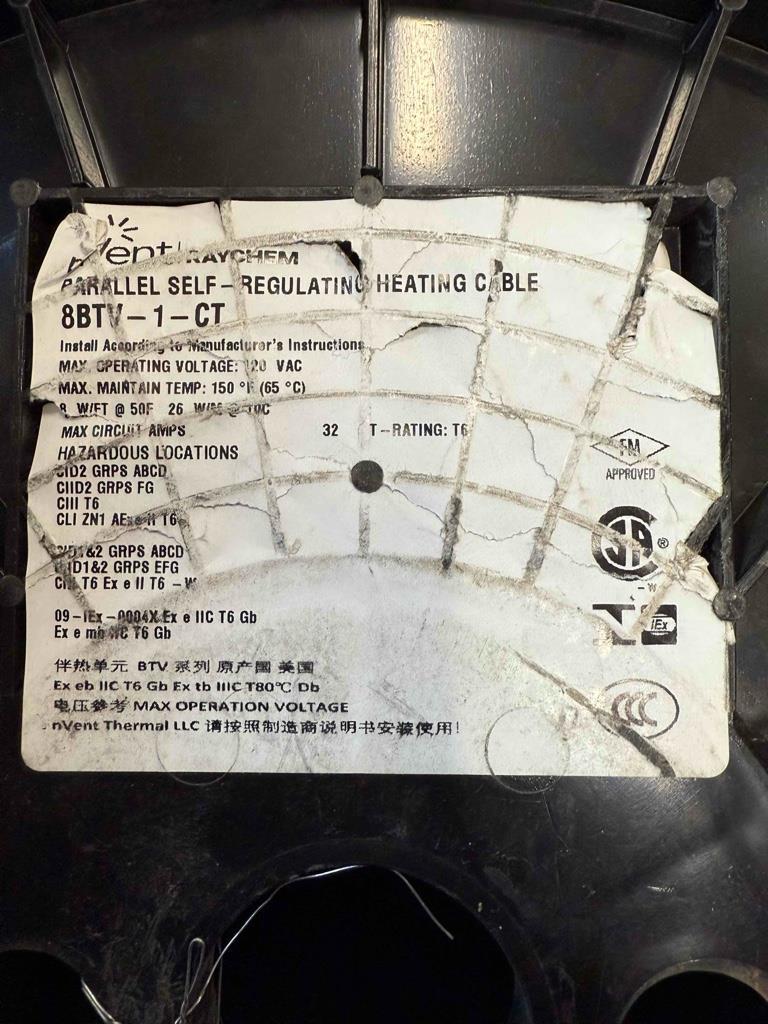 nVent RAYCHEM
PARALLEL SELF-REGULATING HEATING CABLE
8BTV-1-CT
Install According to Manufacturer's Instructions
MAX. OPERATING VOLTAGE: 120 VAC
MAX. MAINTAIN TEMP: 150 °F (65 °C)
8 W/FT @ 50F 26 W/M @ 10C
MAX CIRCUIT AMPS 32 T-RATING: T6
HAZARDOUS LOCATIONS
CID2 GRPS ABCD
CIID2 GRPS FG
CIII T6
CLI ZN1 AEx e II T6
FM
APPROVED
CID1&2 GRPS ABCD
CIID1&2 GRPS EFG
CIII T6 Ex e II T6 -W
®
-W
09-IEx-0004X Ex e IIC T6 Gb
Ex e mb IIC T6 Gb
IEx
伴热单元 BTV 系列 原产国 美国
Ex eb IIC T6 Gb Ex tb IIIC T80°C Db
电压参考 MAX OPERATION VOLTAGE
nVent Thermal LLC 请按照制造商说明书安装使用!
CCC